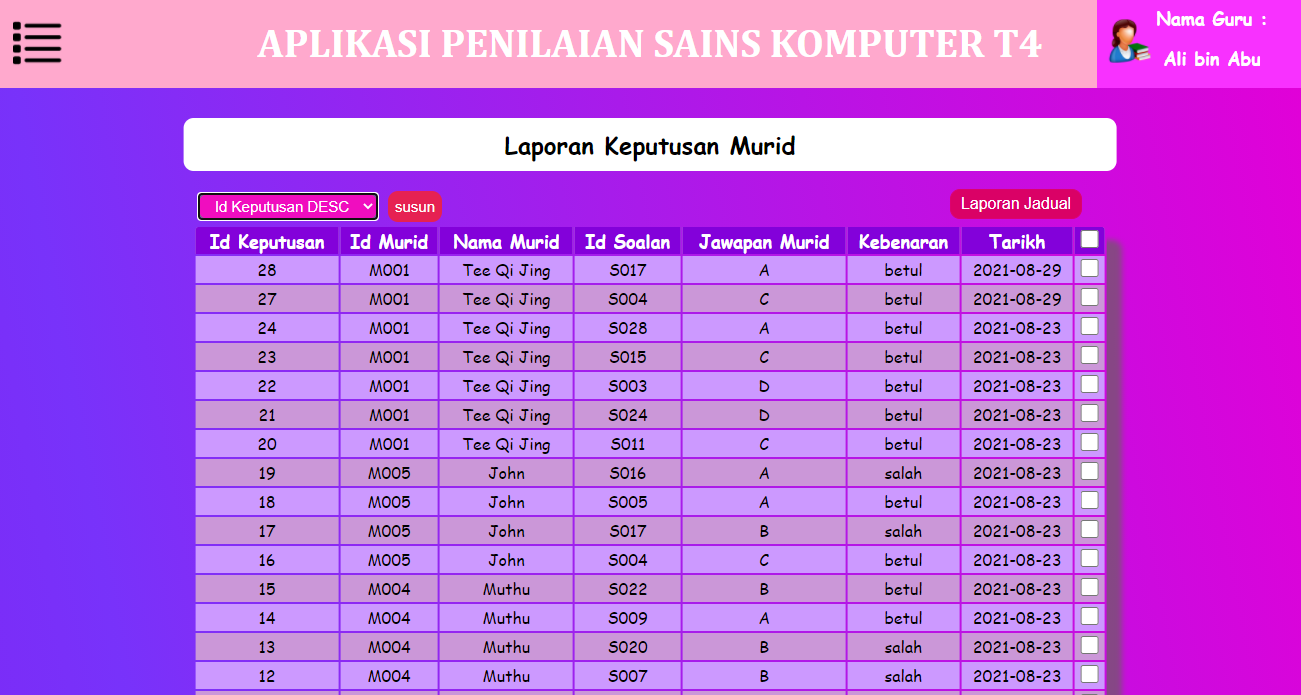 APLIKASI PENILAIAN SAINS KOMPUTER T4
Nama Guru :
Ali bin Abu
Laporan Keputusan Murid
Id Keputusan DESC susun Laporan Jadual
Id Keputusan Id Murid Nama Murid Id Soalan Jawapan Murid Kebenaran Tarikh
28 M001 Tee Qi Jing S017 A betul 2021-08-29
27 M001 Tee Qi Jing S004 C betul 2021-08-29
24 M001 Tee Qi Jing S028 A betul 2021-08-23
23 M001 Tee Qi Jing S015 C betul 2021-08-23
22 M001 Tee Qi Jing S003 D betul 2021-08-23
21 M001 Tee Qi Jing S024 D betul 2021-08-23
20 M001 Tee Qi Jing S011 C betul 2021-08-23
19 M005 John S016 A salah 2021-08-23
18 M005 John S005 A betul 2021-08-23
17 M005 John S017 B salah 2021-08-23
16 M005 John S004 C betul 2021-08-23
15 M004 Muthu S022 B betul 2021-08-23
14 M004 Muthu S009 A betul 2021-08-23
13 M004 Muthu S020 B salah 2021-08-23
12 M004 Muthu S007 B salah 2021-08-23